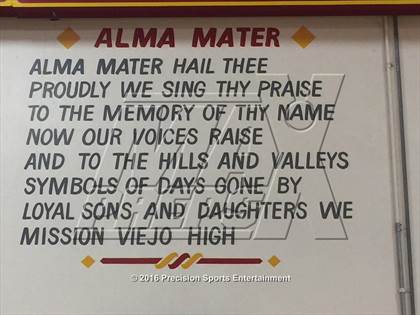 ALMA MATER
ALMA MATER HAIL THEE
PROUDLY WE SING THY PRAISE
TO THE MEMORY OF THY NAME
NOW OUR VOICES RAISE
AND TO THE HILLS AND VALLEYS
SYMBOLS OF DAYS GONE BY
LOYAL SONS AND DAUGHTERS WE
MISSION VIEJO HIGH
© 2016 Precision Sports Entertainment